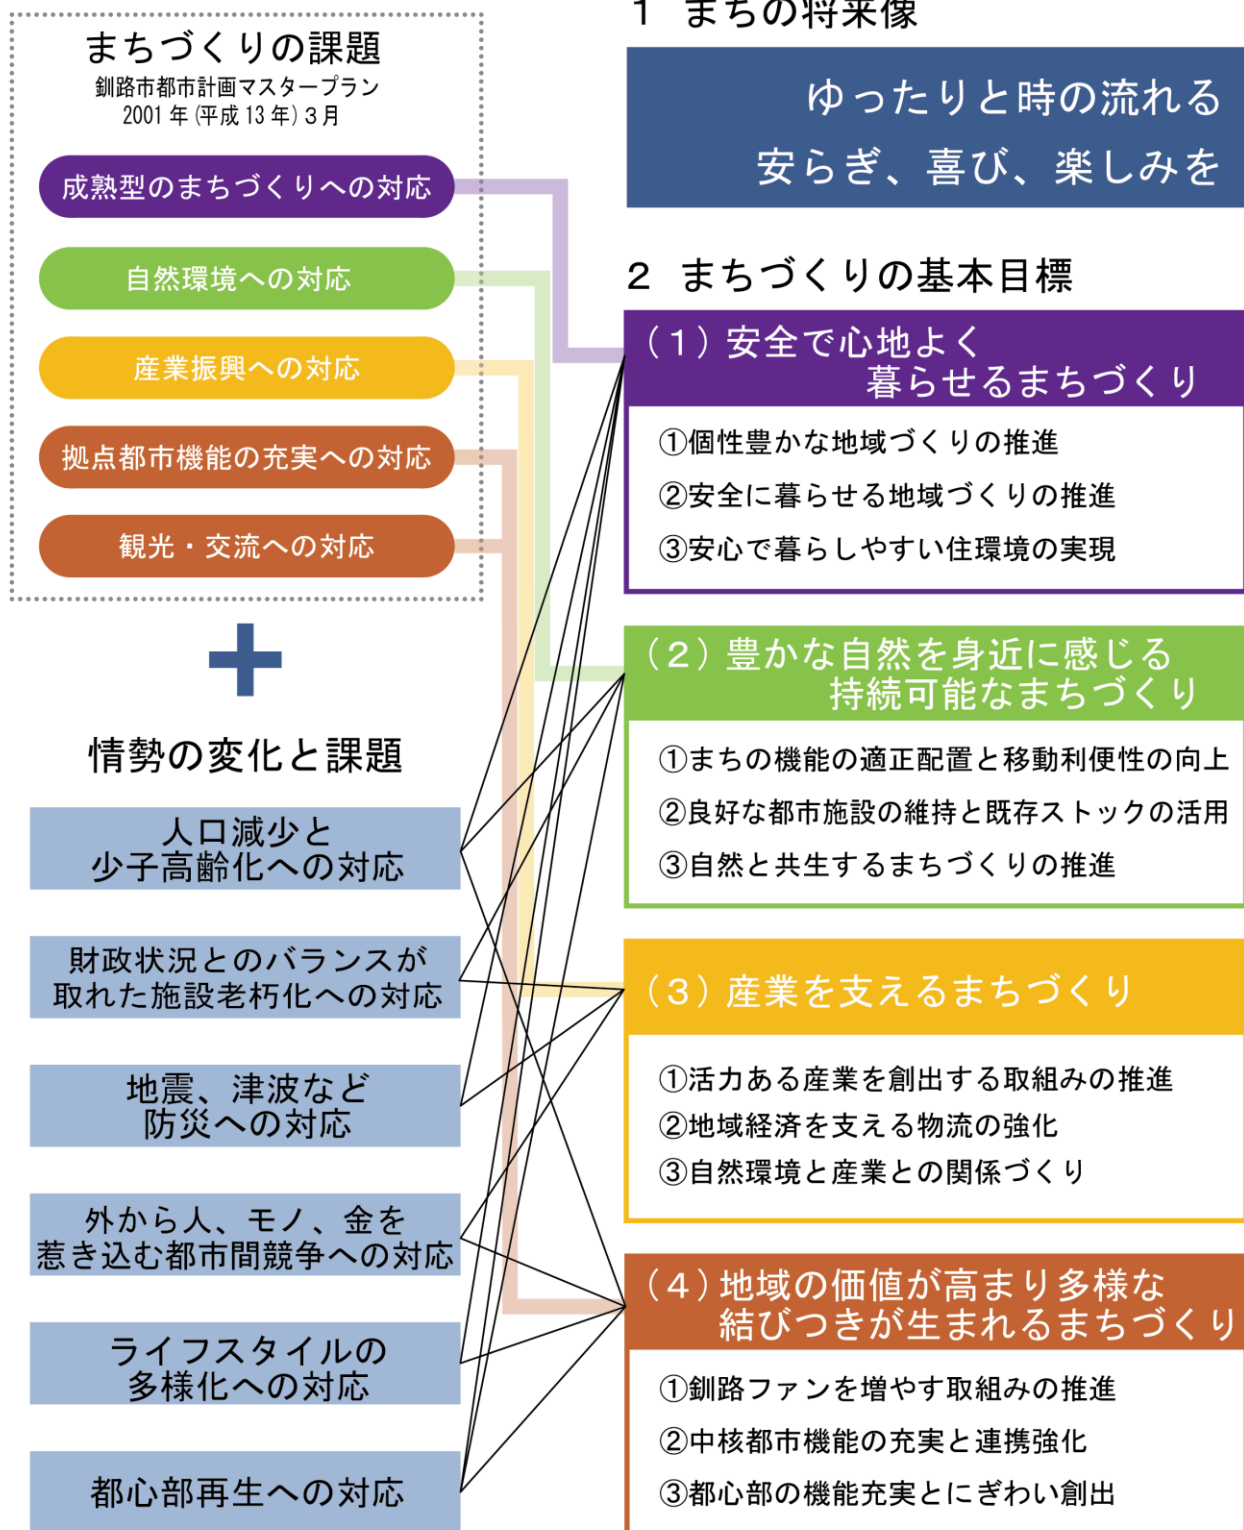 まちづくりの課題
釧路市都市計画マスタープラン
2001年(平成13年)3月
成熟型のまちづくりへの対応
自然環境への対応
産業振興への対応
拠点都市機能の充実への対応
観光・交流への対応
情勢の変化と課題
人口減少と
少子高齢化への対応
財政状況とのバランスが
取れた施設老朽化への対応
地震、津波など
防災への対応
外から人、モノ、金を
惹き込む都市間競争への対応
ライフスタイルの
多様化への対応
都心部再生への対応
1 まちの将来像
ゆったりと時の流れる
安らぎ、喜び、楽しみを
2 まちづくりの基本目標
(1)安全で心地よく
暮らせるまちづくり
①個性豊かな地域づくりの推進
②安全に暮らせる地域づくりの推進
③安心で暮らしやすい住環境の実現
(2)豊かな自然を身近に感じる
持続可能なまちづくり
①まちの機能の適正配置と移動利便性の向上
②良好な都市施設の維持と既存ストックの活用
③自然と共生するまちづくりの推進
(3)産業を支えるまちづくり
①活力ある産業を創出する取組みの推進
②地域経済を支える物流の強化
③自然環境と産業との関係づくり
(4)地域の価値が高まり多様な
結びつきが生まれるまちづくり
①釧路ファンを増やす取組みの推進
②中核都市機能の充実と連携強化
③都心部の機能充実とにぎわい創出